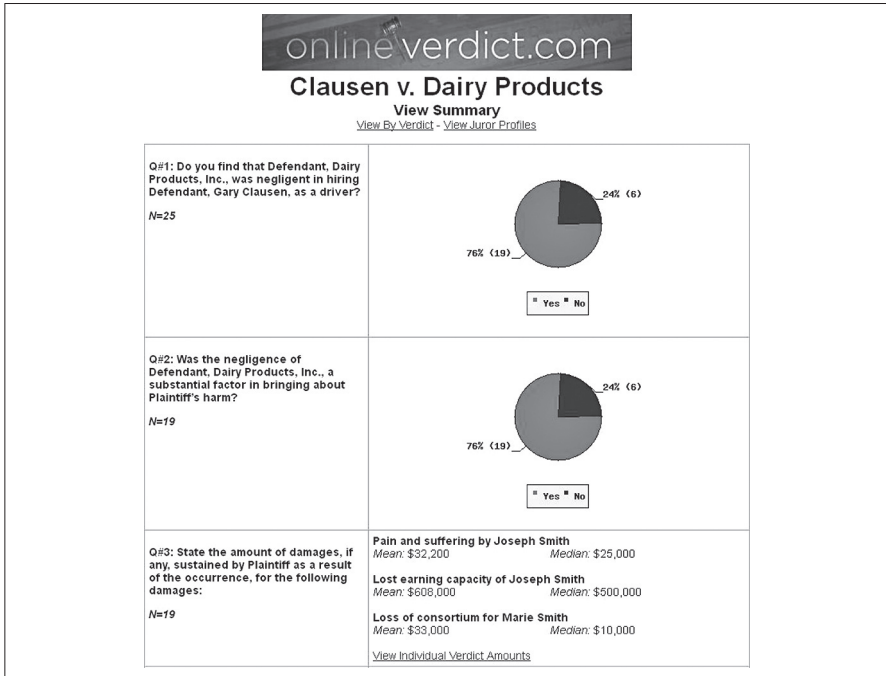 onlineverdict.com
Clausen v. Dairy Products
View Summary
View By Verdict - View Juror Profiles
Q#1: Do you find that Defendant, Dairy
Products, Inc., was negligent in hiring
Defendant, Gary Clausen, as a driver?
N=25
24% (6)
76% (19)
Yes No
Q#2: Was the negligence of
Defendant, Dairy Products, Inc., a
substantial factor in bringing about
Plaintiff's harm?
N=19
24% (6)
76% (19)
Yes No
Q#3: State the amount of damages, if
any, sustained by Plaintiff as a result
of the occurrence, for the following
damages:
N=19
Pain and suffering by Joseph Smith
Mean: $32,200 Median: $25,000
Lost earning capacity of Joseph Smith
Mean: $608,000 Median: $500,000
Loss of consortium for Marie Smith
Mean: $33,000 Median: $10,000
View Individual Verdict Amounts